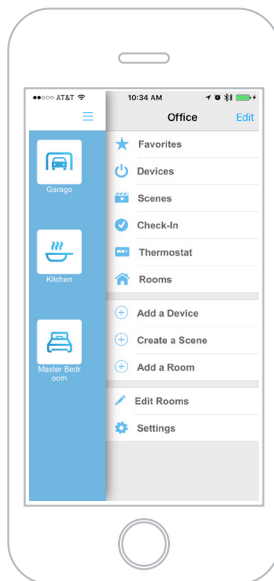 AT&T
10:34 AM
Office
Edit
Garage
Kitchen
Master Bedr
oom
Favorites
Devices
Scenes
Check-In
Thermostat
Rooms
Add a Device
Create a Scene
Add a Room
Edit Rooms
Settings